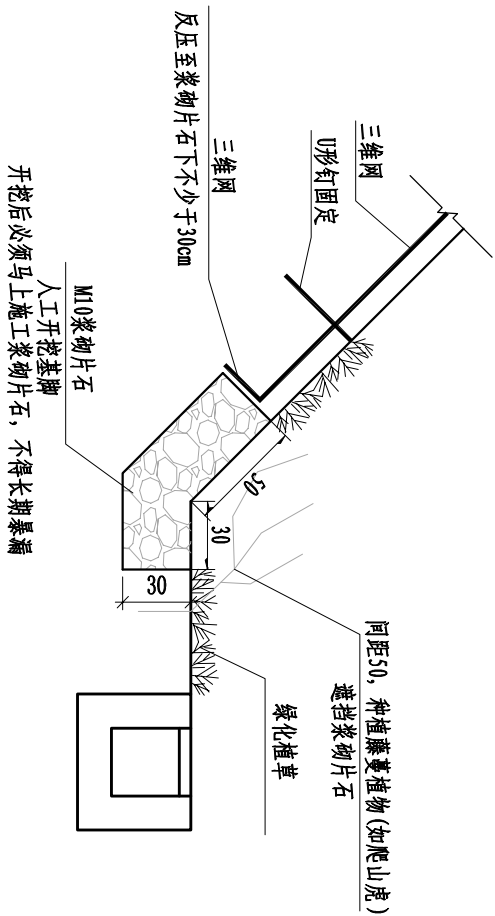 三维网
U形钉固定
三维网
反压至浆砌片石下不少于30cm
M10浆砌片石
人工开挖基脚
开挖后必须马上施工浆砌片石，不得长期暴漏
50
30
30
间距50，种植藤蔓植物(如爬山虎)
遮挡浆砌片石
绿化植草